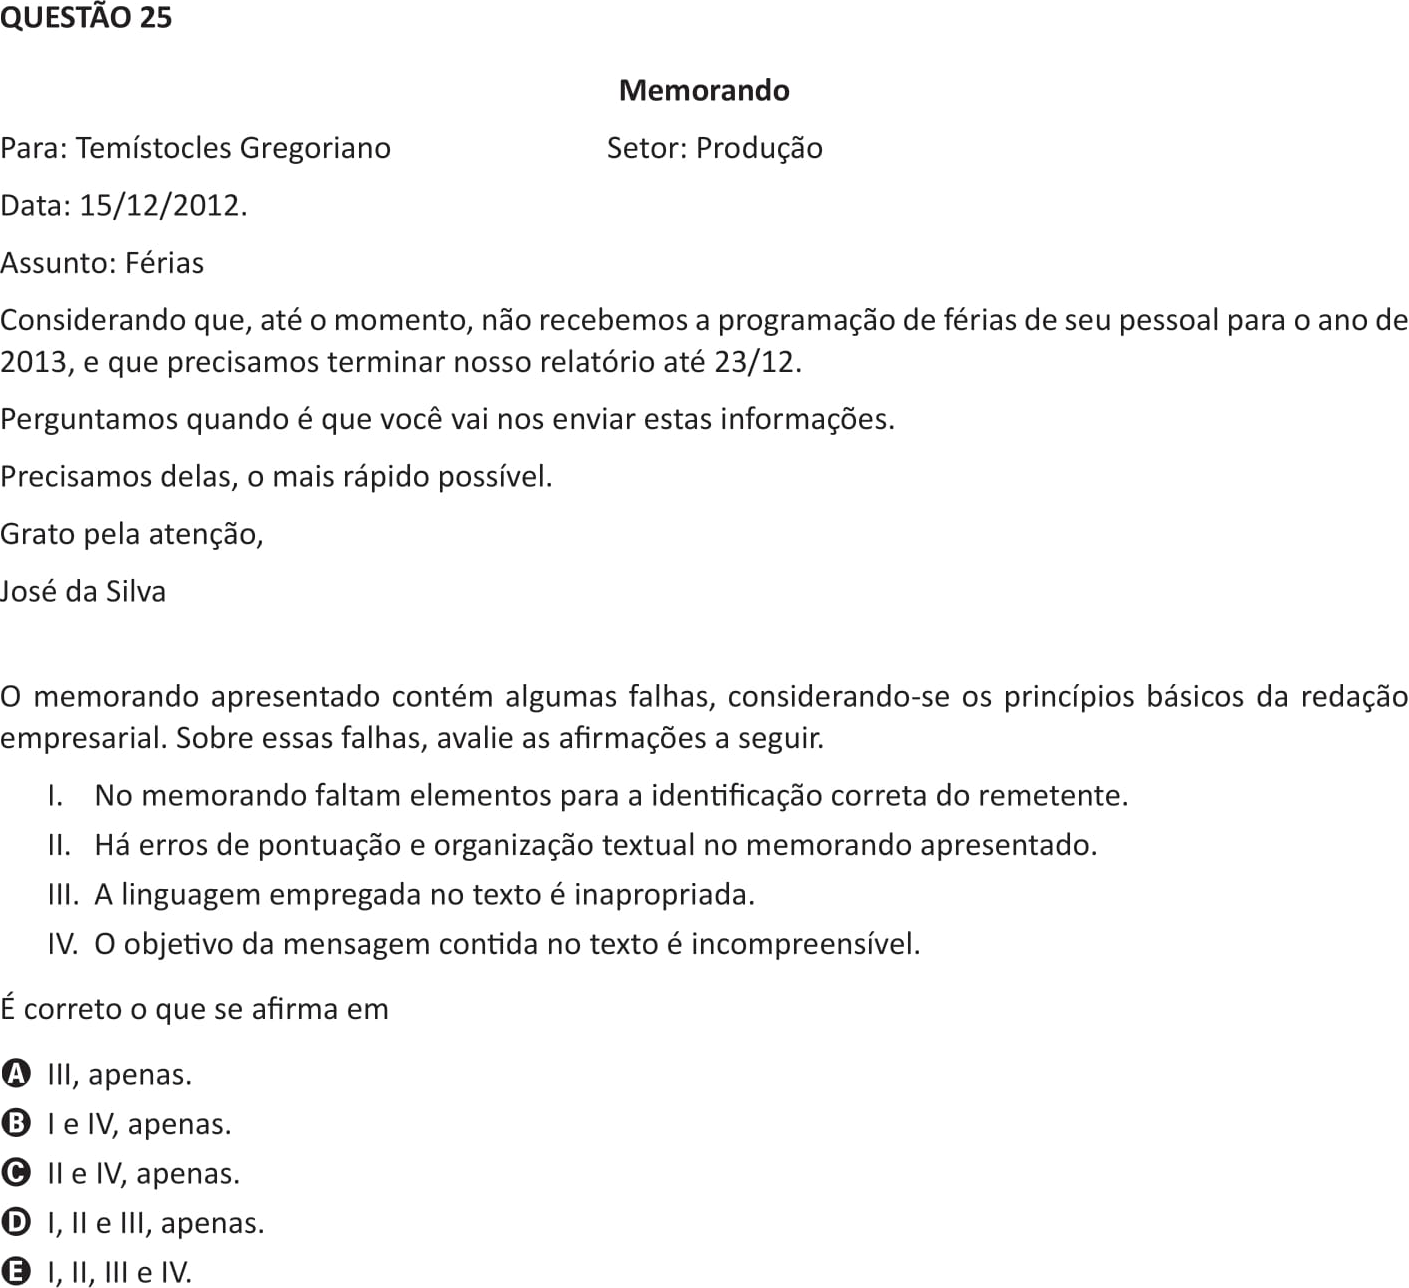 QUESTÃO 25
Memorando
Para: Temístocles Gregoriano Setor: Produção
Data: 15/12/2012.
Assunto: Férias
Considerando que, até o momento, não recebemos a programação de férias de seu pessoal para o ano de
2013, e que precisamos terminar nosso relatório até 23/12.
Perguntamos quando é que você vai nos enviar estas informações.
Precisamos delas, o mais rápido possível.
Grato pela atenção,
José da Silva
O memorando apresentado contém algumas falhas, considerando-se os princípios básicos da redação
empresarial. Sobre essas falhas, avalie as afirmações a seguir.
I. No memorando faltam elementos para a identificação correta do remetente.
II. Há erros de pontuação e organização textual no memorando apresentado.
III. A linguagem empregada no texto é inapropriada.
IV. O objetivo da mensagem contida no texto é incompreensível.
É correto o que se afirma em
A III, apenas.
B I e IV, apenas.
C II e IV, apenas.
D I, II e III, apenas.
E I, II, III e IV.